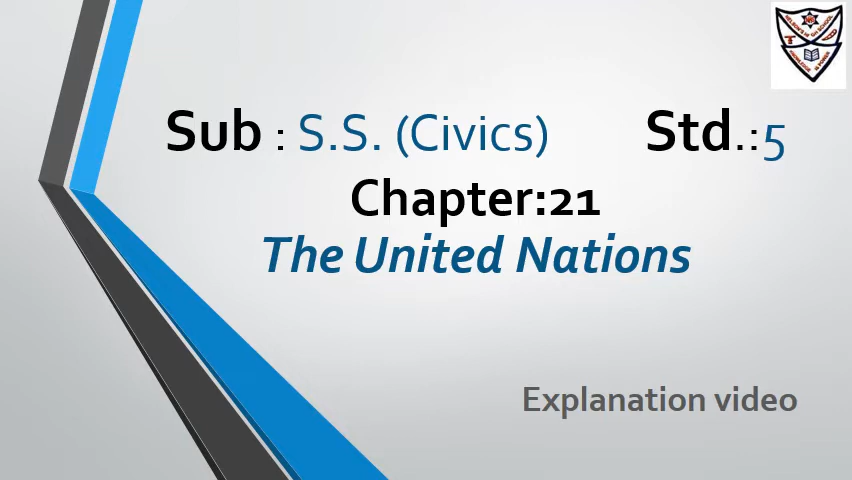 Sub : S.S. (Civics) Std.:5
Chapter:21
The United Nations
Explanation video